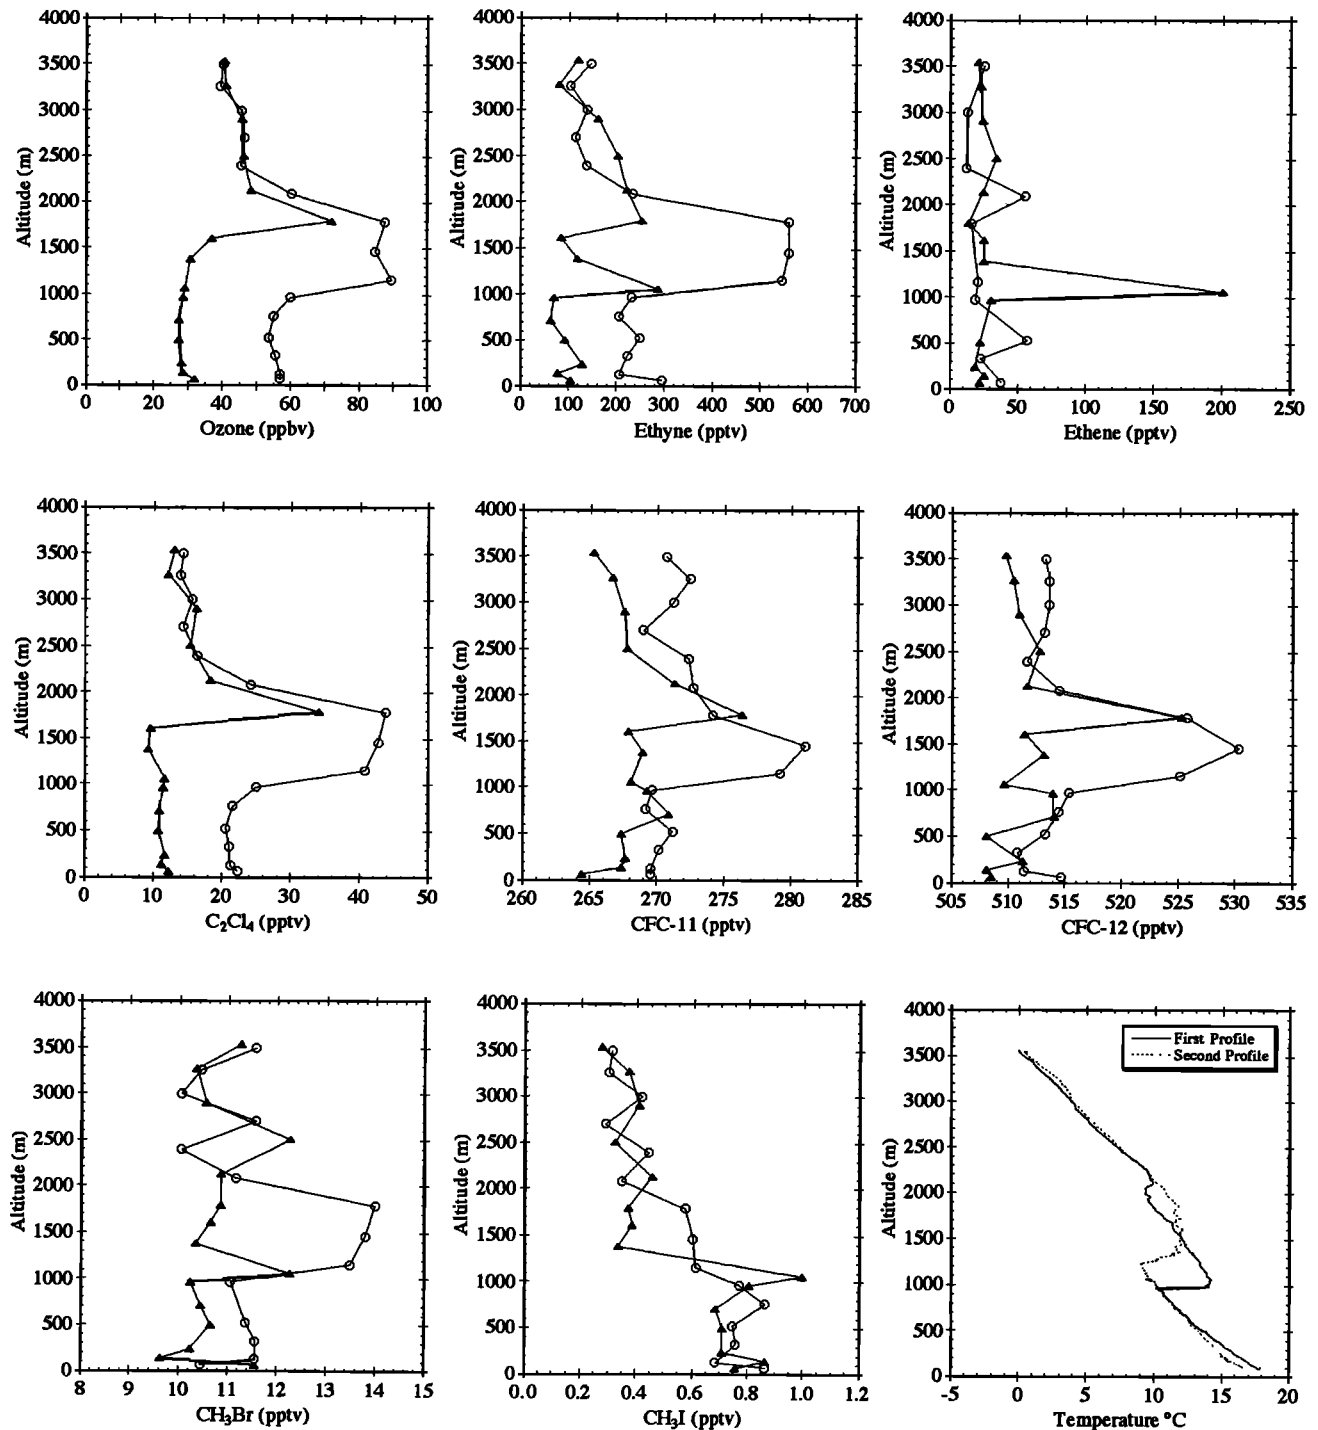 4000
3500
3000
2500
2000
1500
1000
500
0
Altitude (m)
0 20 40 60 80 100
Ozone (ppbv)
4000
3500
3000
2500
2000
1500
1000
500
0
Altitude (m)
0 100 200 300 400 500 600 700
Ethyne (pptv)
4000
3500
3000
2500
2000
1500
1000
500
0
Altitude (m)
0 50 100 150 200 250
Ethene (pptv)
4000
3500
3000
2500
2000
1500
1000
500
0
Altitude (m)
0 10 20 30 40 50
C₂Cl₄ (pptv)
4000
3500
3000
2500
2000
1500
1000
500
0
Altitude (m)
260 265 270 275 280 285
CFC-11 (pptv)
4000
3500
3000
2500
2000
1500
1000
500
0
Altitude (m)
505 510 515 520 525 530 535
CFC-12 (pptv)
4000
3500
3000
2500
2000
1500
1000
500
0
Altitude (m)
8 9 10 11 12 13 14 15
CH₃Br (pptv)
4000
3500
3000
2500
2000
1500
1000
500
0
Altitude (m)
0.0 0.2 0.4 0.6 0.8 1.0 1.2
CH₃I (pptv)
4000
3500
3000
2500
2000
1500
1000
500
0
Altitude (m)
First Profile
Second Profile
-5 0 5 10 15 20
Temperature °C